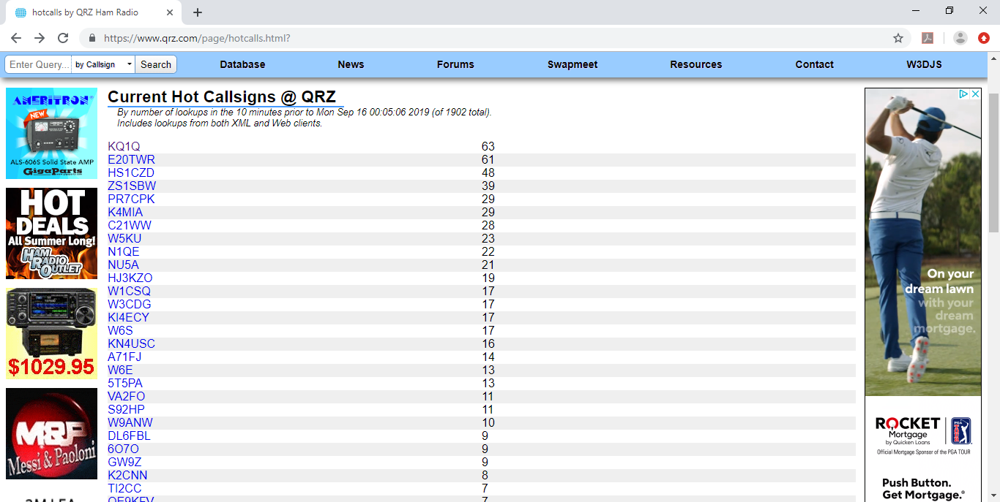 hotcalls by QRZ Ham Radio
https://www.qrz.com/page/hotcalls.html?
Enter Query...
by Callsign
Search
Database
News
Forums
Swapmeet
Resources
Contact
W3DJS
AMERITRON
NEW
ALS-606S Solid State AMP
GigaParts
HOT
DEALS
All Summer Long!
HAM
RADIO
OUTLET
$1029.95
M&P
Messi & Paoloni
Current Hot Callsigns @ QRZ
By number of lookups in the 10 minutes prior to Mon Sep 16 00:05:06 2019 (of 1902 total).
Includes lookups from both XML and Web clients.
KQ1Q 63
E20TWR 61
HS1CZD 48
ZS1SBW 39
PR7CPK 29
K4MIA 29
C21WW 28
W5KU 23
N1QE 22
NU5A 21
HJ3KZO 19
W1CSQ 17
W3CDG 17
KI4ECY 17
W6S 17
KN4USC 16
A71FJ 14
W6E 13
5T5PA 13
VA2FO 11
S92HP 11
W9ANW 10
DL6FBL 9
6O7O 9
GW9Z 9
K2CNN 8
TI2CC 7
OE9KFV 7
On your
dream lawn
with your
dream
mortgage.
ROCKET
Mortgage
by Quicken Loans
PGA TOUR
Official Mortgage Sponsor of the PGA TOUR
Push Button.
Get Mortgage.®